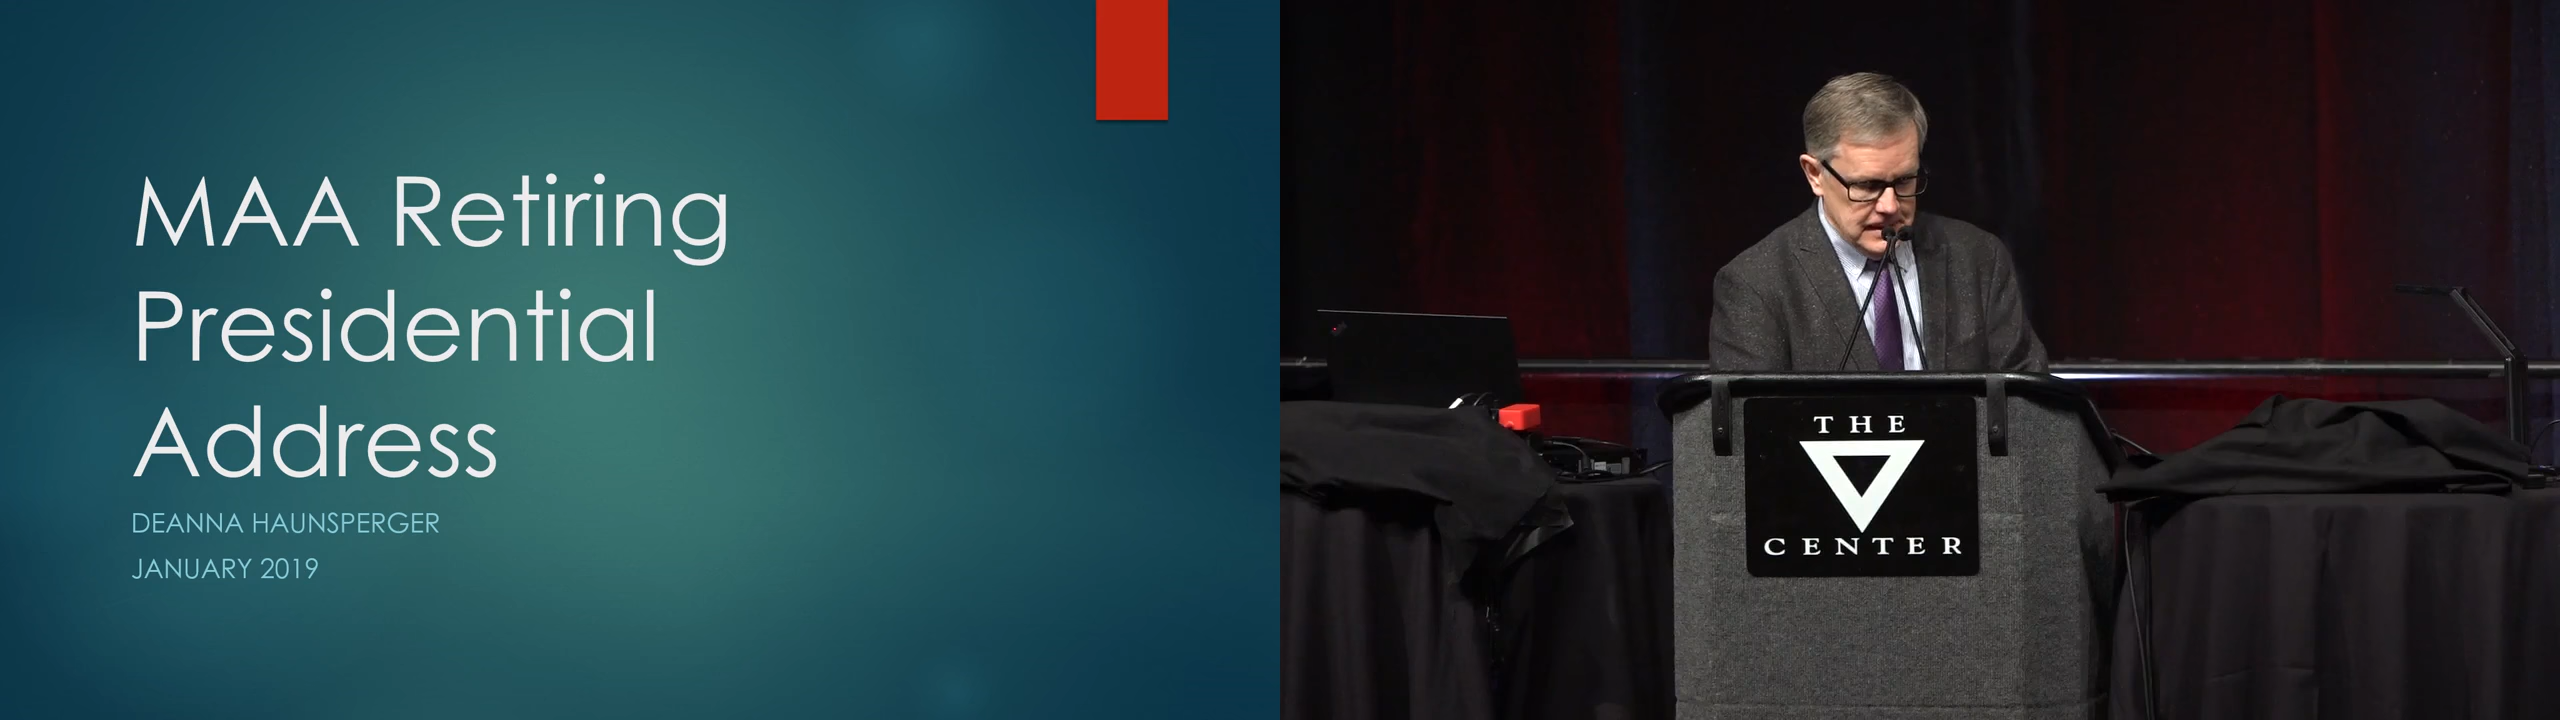 MAA Retiring
Presidential
Address
DEANNA HAUNSPERGER
JANUARY 2019
THE
CENTER